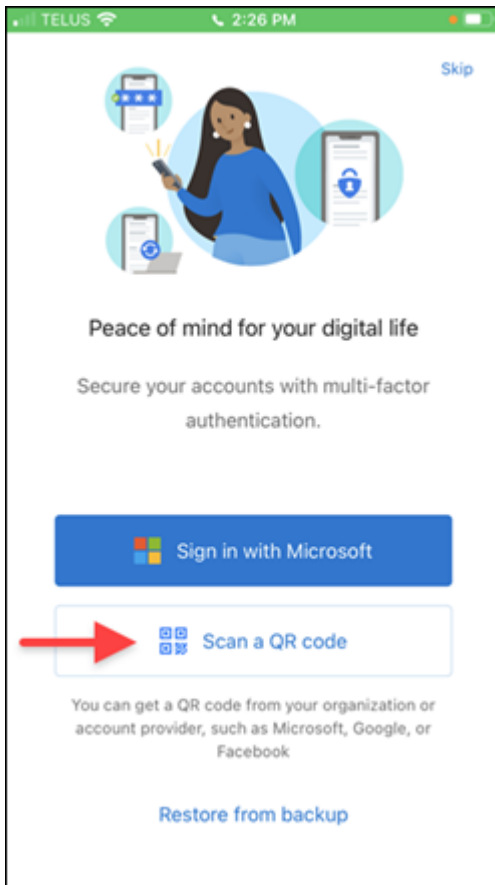 TELUS 2:26 PM
Skip
Peace of mind for your digital life
Secure your accounts with multi-factor
authentication.
Sign in with Microsoft
Scan a QR code
You can get a QR code from your organization or
account provider, such as Microsoft, Google, or
Facebook
Restore from backup